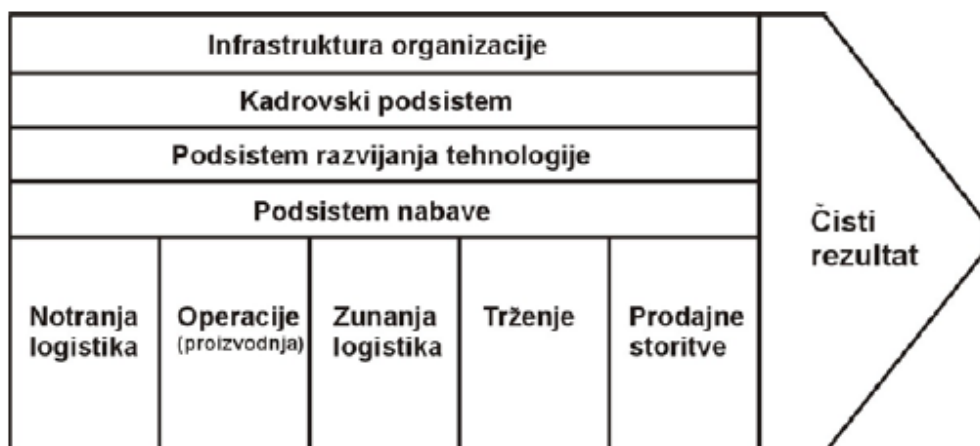 Infrastruktura organizacije
Kadrovski podsistem
Podsistem razvijanja tehnologije
Podsistem nabave
Notranja
logistika
Operacije
(proizvodnja)
Zunanja
logistika
Trženje
Prodajne
storitve
Čisti
rezultat